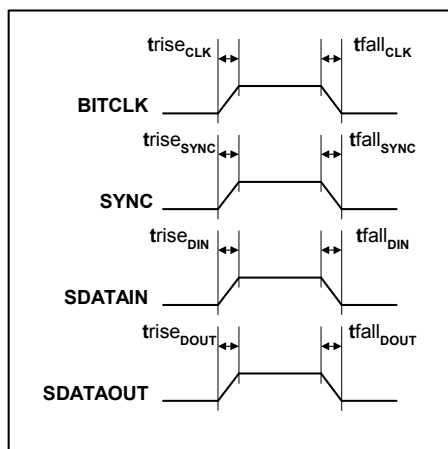 triseCLK tfallCLK
BITCLK
triseSYNC tfallSYNC
SYNC
triseDIN tfallDIN
SDATAIN
triseDOUT tfallDOUT
SDATAOUT